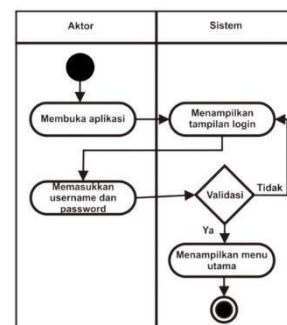 Aktor
Sistem
Membuka aplikasi
Menampilkan
tampilan login
Memasukkan
username dan
password
Validasi
Tidak
Ya
Menampilkan menu
utama